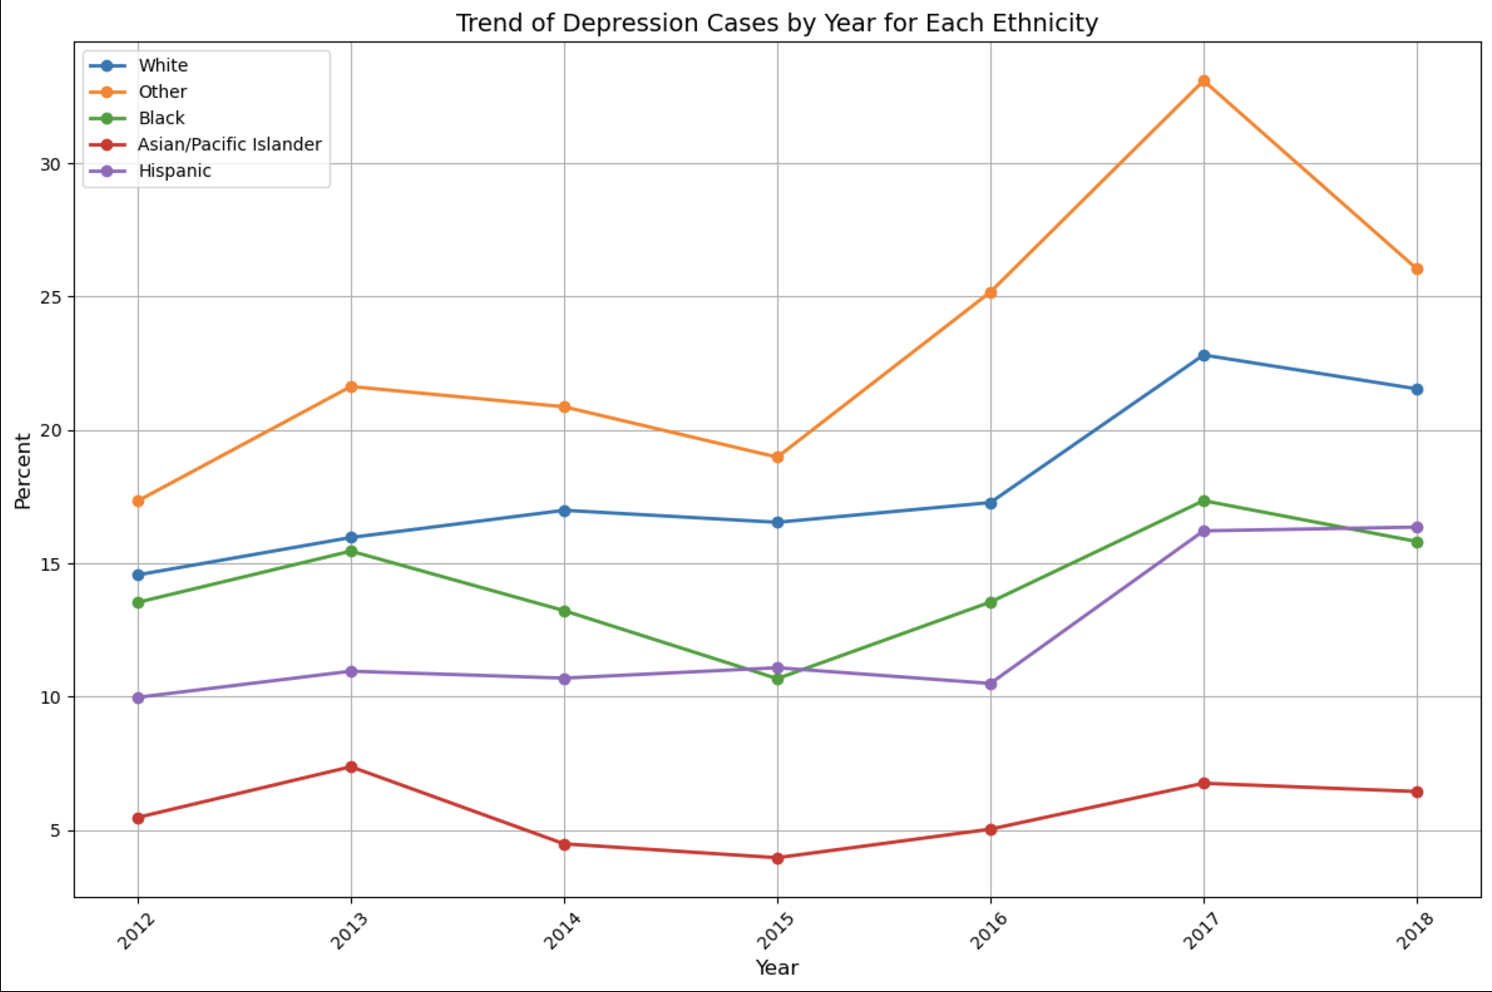 Trend of Depression Cases by Year for Each Ethnicity
White
Other
Black
Asian/Pacific Islander
Hispanic
30
25
20
15
10
5
Percent
2012
2013
2014
2015
2016
2017
2018
Year